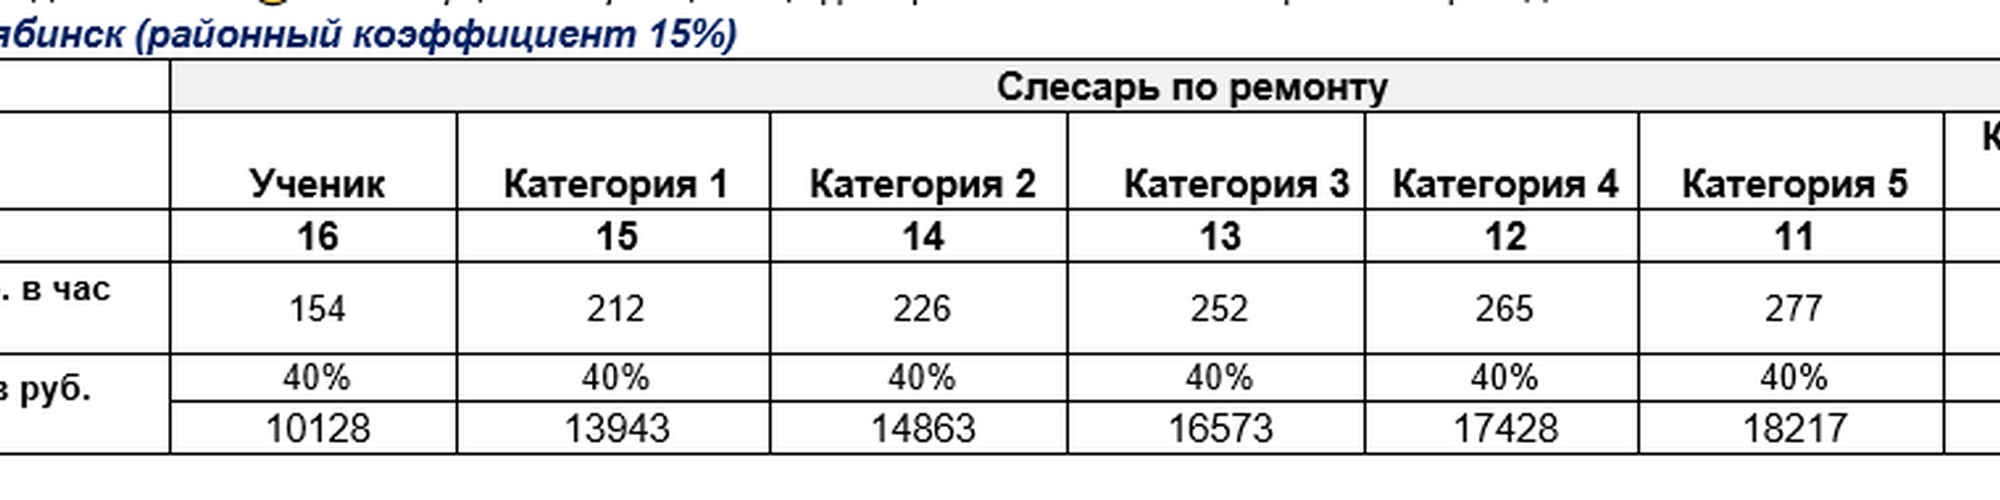 ябинск (районный коэффициент 15%)
Слесарь по ремонту
Ученик Категория 1 Категория 2 Категория 3 Категория 4 Категория 5 К
16 15 14 13 12 11
. в час 154 212 226 252 265 277
40% 40% 40% 40% 40% 40%
в руб.
10128 13943 14863 16573 17428 18217